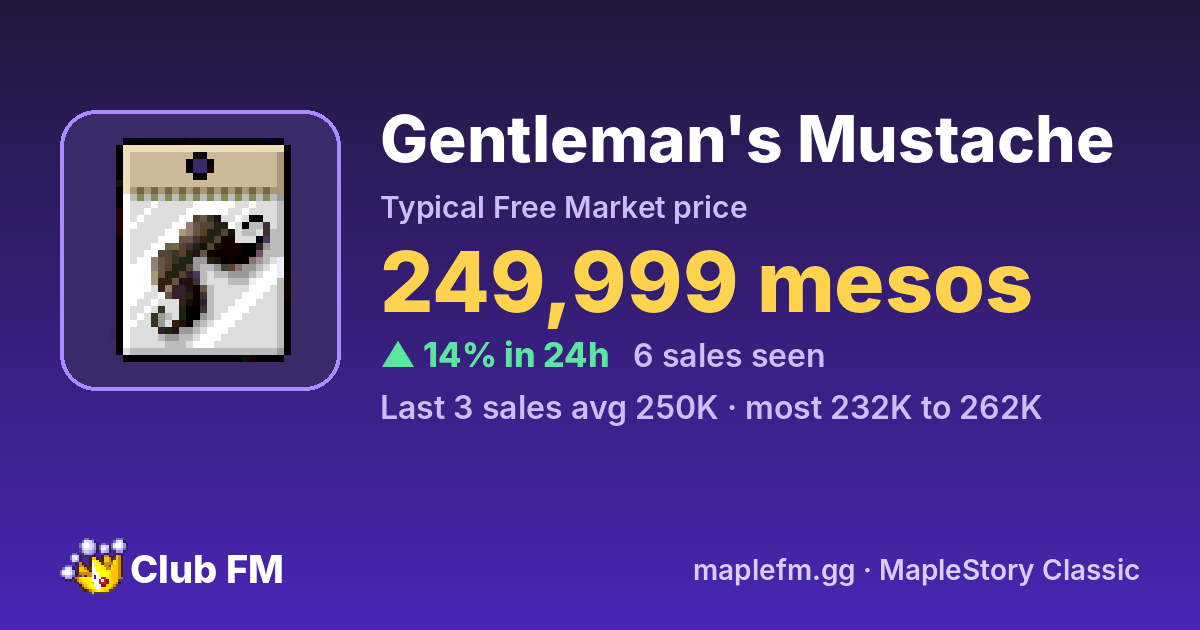 Gentleman's Mustache
Typical Free Market price
249,999 mesos
▲ 14% in 24h 6 sales seen
Last 3 sales avg 250K · most 232K to 262K
Club FM
maplefm.gg · MapleStory Classic